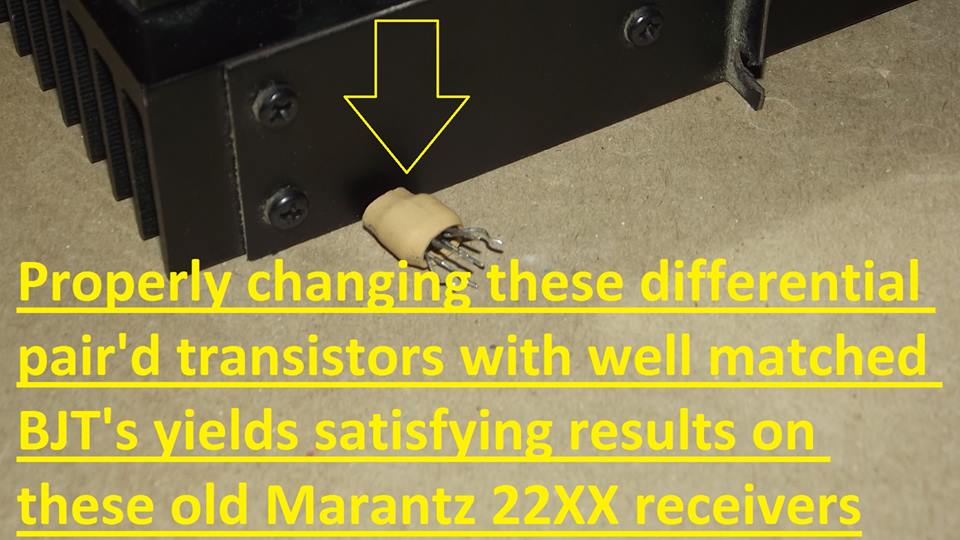 Properly changing these differential
pair'd transistors with well matched
BJT's yields satisfying results on
these old Marantz 22XX receivers